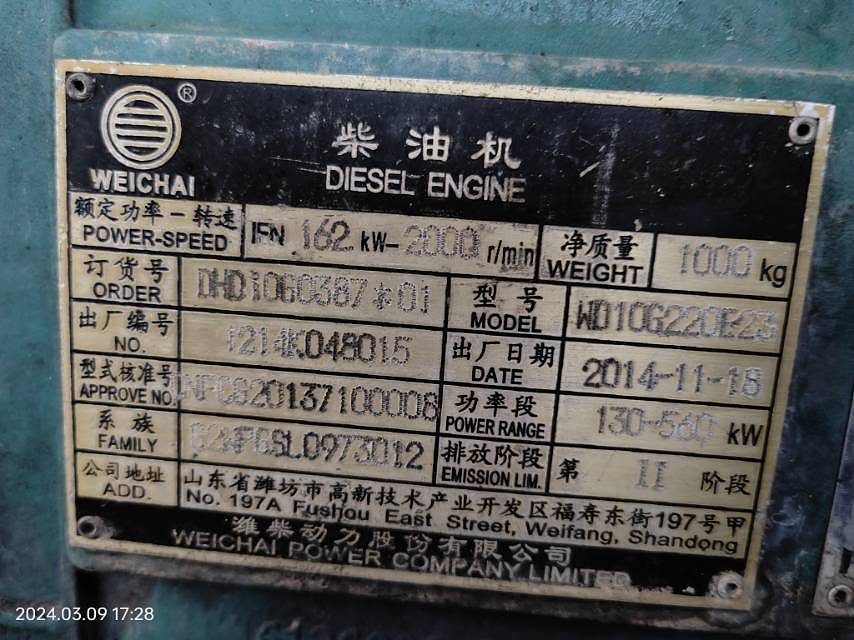 ®
WEICHAI
柴油机
DIESEL ENGINE
额定功率-转速 IFN 162 kW- 2000 r/min 净质量 1000 kg
POWER-SPEED WEIGHT
订货号 DHD10G0387*01 型号 WD10G220E23
ORDER MODEL
出厂编号 1214K048015 出厂日期 2014-11-18
NO. DATE
型式核准号 CNFC820137100008 功率段 130-560 kW
APPROVE NO. POWER RANGE
系族 排放阶段 第 II 阶段
FAMILY EMISSION LIM.
公司地址 山东省潍坊市高新技术产业开发区福寿东街197号甲
ADD. No. 197A Fushou East Street, Weifang, Shandong
潍柴动力股份有限公司
WEICHAI POWER COMPANY LIMITED
2024.03.09 17:28